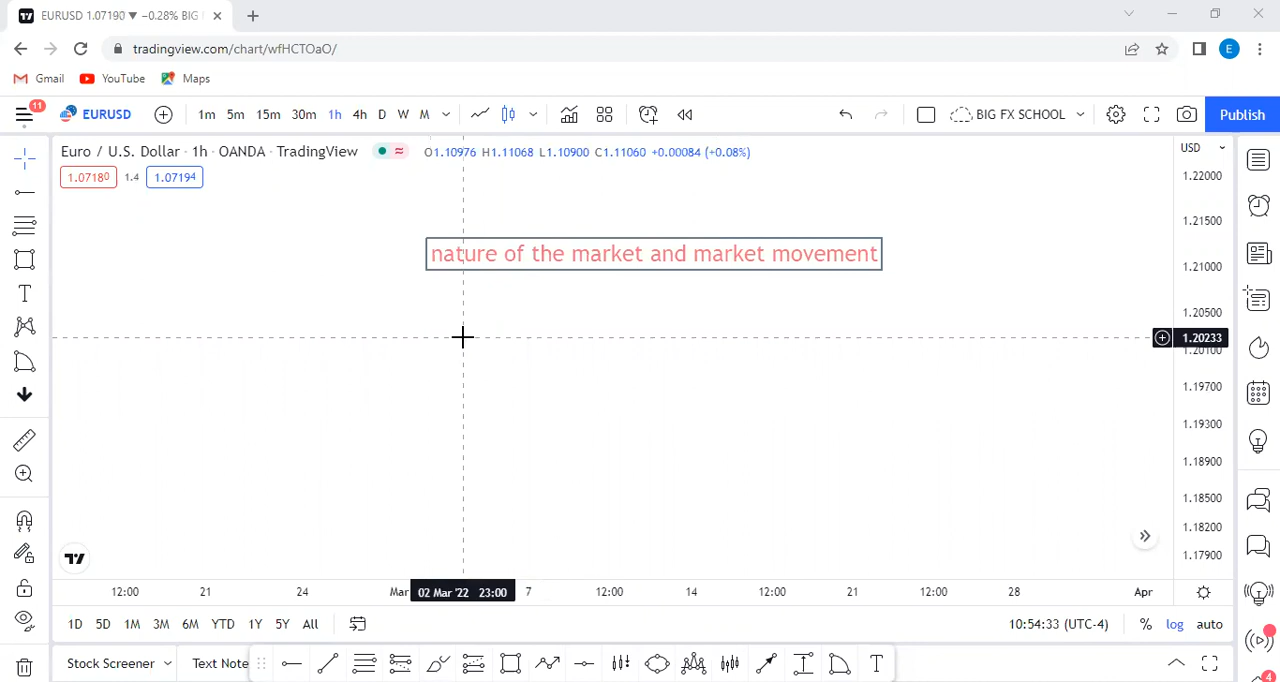 EURUSD 1.07190 ▼ −0.28% BIG
tradingview.com/chart/wfHCTOaO/
E
Gmail
YouTube
Maps
11
EURUSD
1m 5m 15m 30m 1h 4h D W M
BIG FX SCHOOL
Publish
Euro / U.S. Dollar · 1h · OANDA · TradingView
O1.10976 H1.11068 L1.10900 C1.11060 +0.00084 (+0.08%)
USD
1.07180
1.4
1.07194
1.22000
1.21500
nature of the market and market movement
1.21000
1.20500
1.20233
1.20100
1.19700
1.19300
1.18900
1.18500
1.18200
1.17900
12:00 21 24 Mar 02 Mar '22 23:00 7 12:00 14 12:00 21 12:00 28 Apr
1D 5D 1M 3M 6M YTD 1Y 5Y All
10:54:33 (UTC-4)
% log auto
Stock Screener
Text Note
4